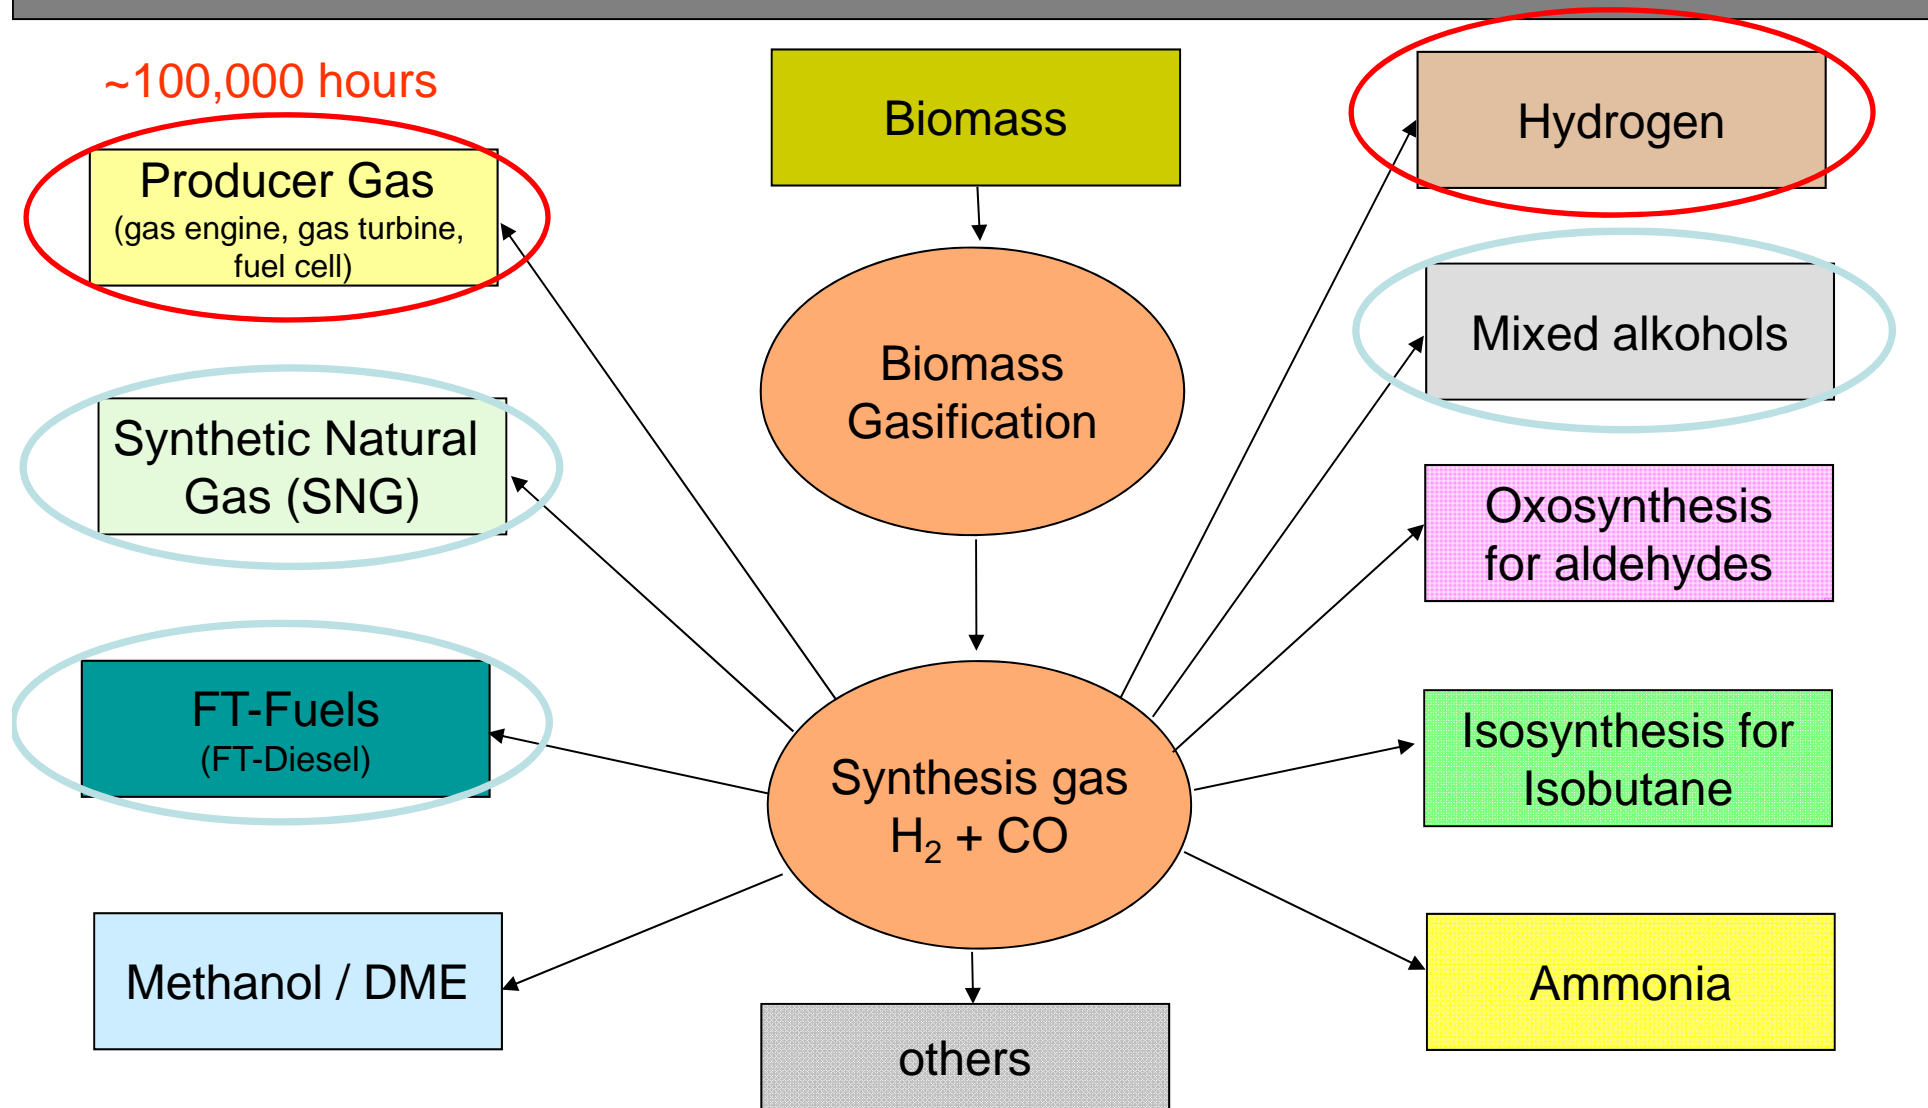 ~100,000 hours
Producer Gas
(gas engine, gas turbine,
fuel cell)
Synthetic Natural
Gas (SNG)
FT-Fuels
(FT-Diesel)
Methanol / DME
Biomass
Biomass
Gasification
Synthesis gas
H₂ + CO
others
Hydrogen
Mixed alkohols
Oxosynthesis
for aldehydes
Isosynthesis for
Isobutane
Ammonia